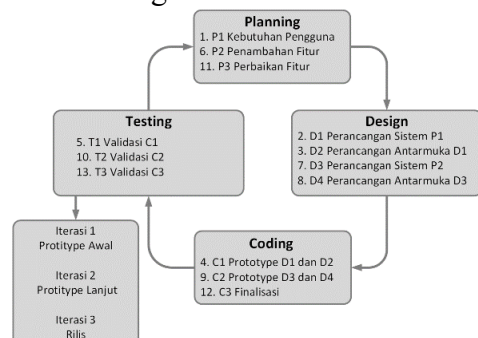 Planning
1. P1 Kebutuhan Pengguna
6. P2 Penambahan Fitur
11. P3 Perbaikan Fitur
Testing
5. T1 Validasi C1
10. T2 Validasi C2
13. T3 Validasi C3
Design
2. D1 Perancangan Sistem P1
3. D2 Perancangan Antarmuka D1
7. D3 Perancangan Sistem P2
8. D4 Perancangan Antarmuka D3
Coding
4. C1 Prototype D1 dan D2
9. C2 Prototype D3 dan D4
12. C3 Finalisasi
Iterasi 1
Protitype Awal
Iterasi 2
Protitype Lanjut
Iterasi 3
Rilis